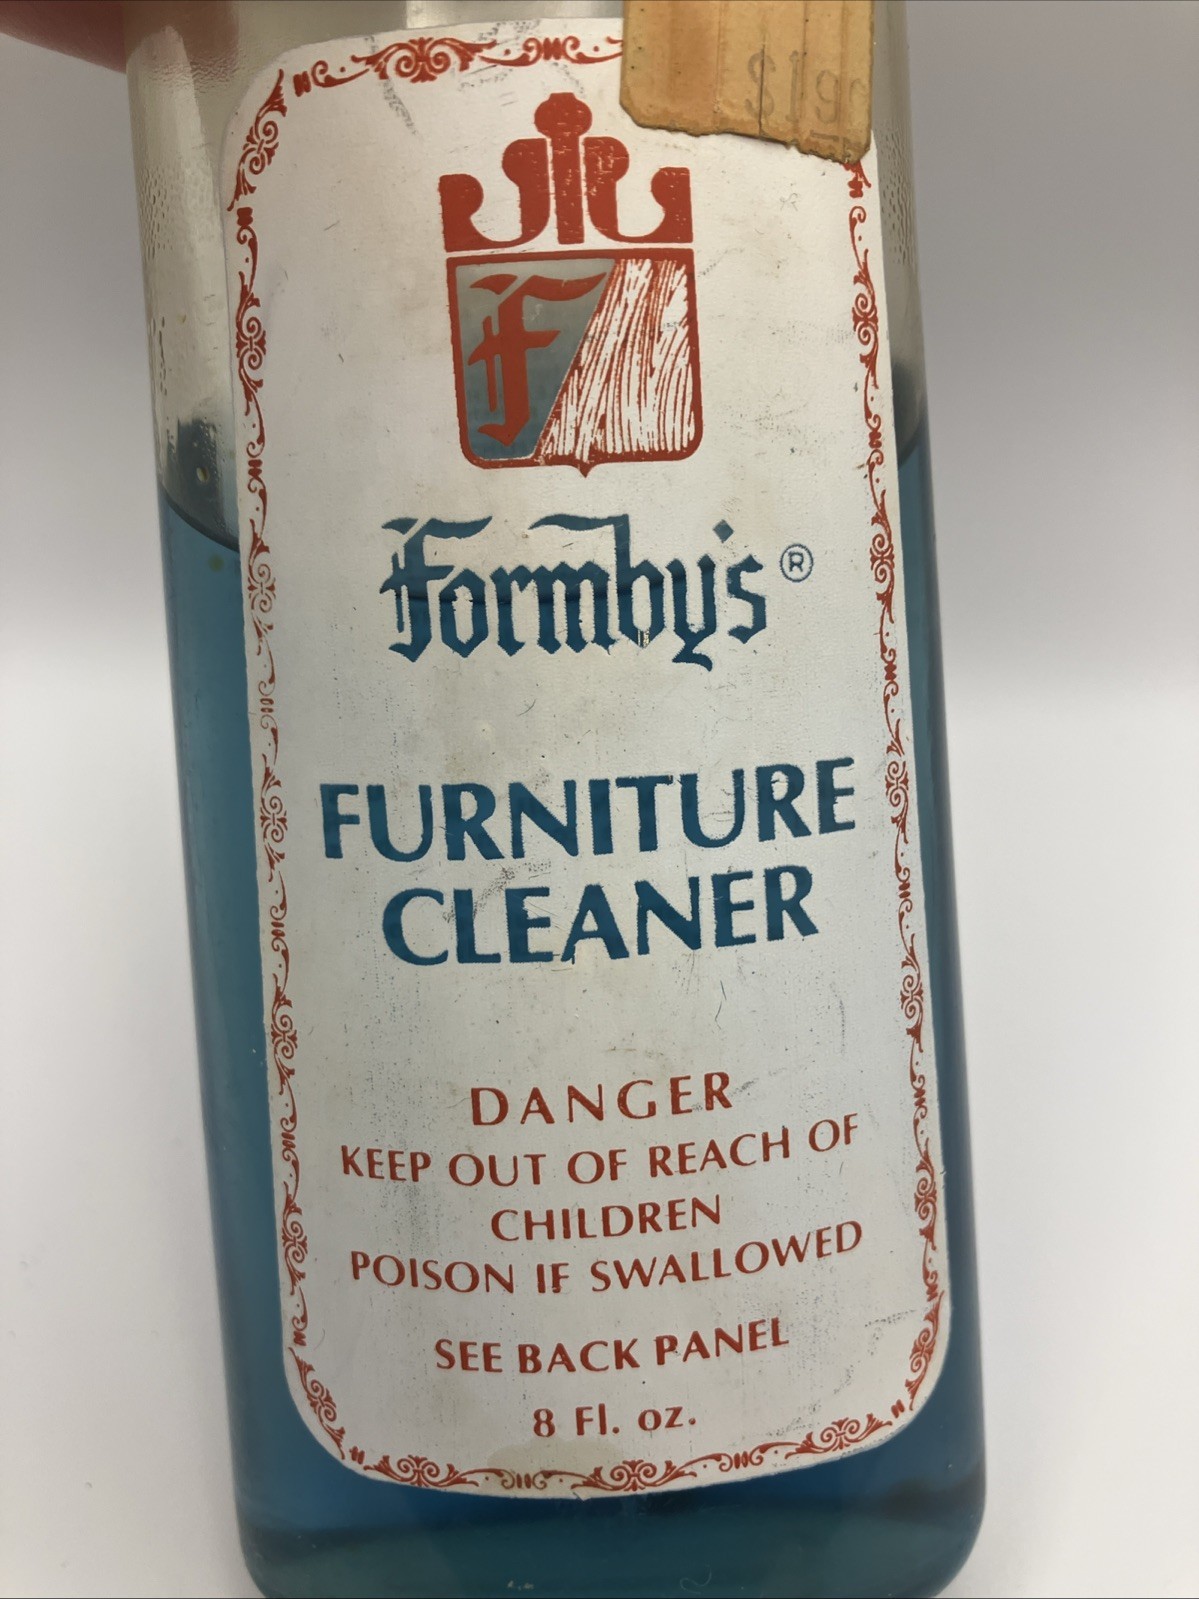 F
Formby's®
FURNITURE
CLEANER
DANGER
KEEP OUT OF REACH OF
CHILDREN
POISON IF SWALLOWED
SEE BACK PANEL
8 Fl. oz.